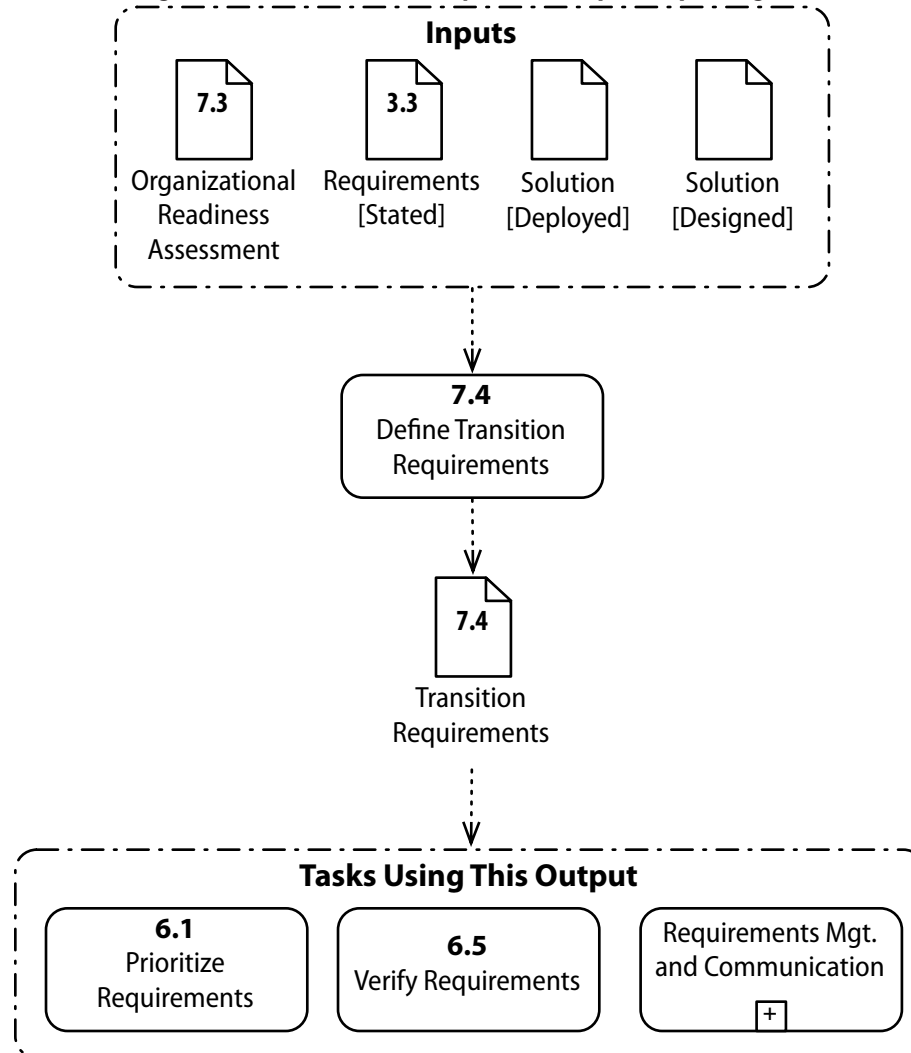 Inputs
7.3
Organizational
Readiness
Assessment
3.3
Requirements
[Stated]
Solution
[Deployed]
Solution
[Designed]
7.4
Define Transition
Requirements
7.4
Transition
Requirements
Tasks Using This Output
6.1
Prioritize
Requirements
6.5
Verify Requirements
Requirements Mgt.
and Communication
+